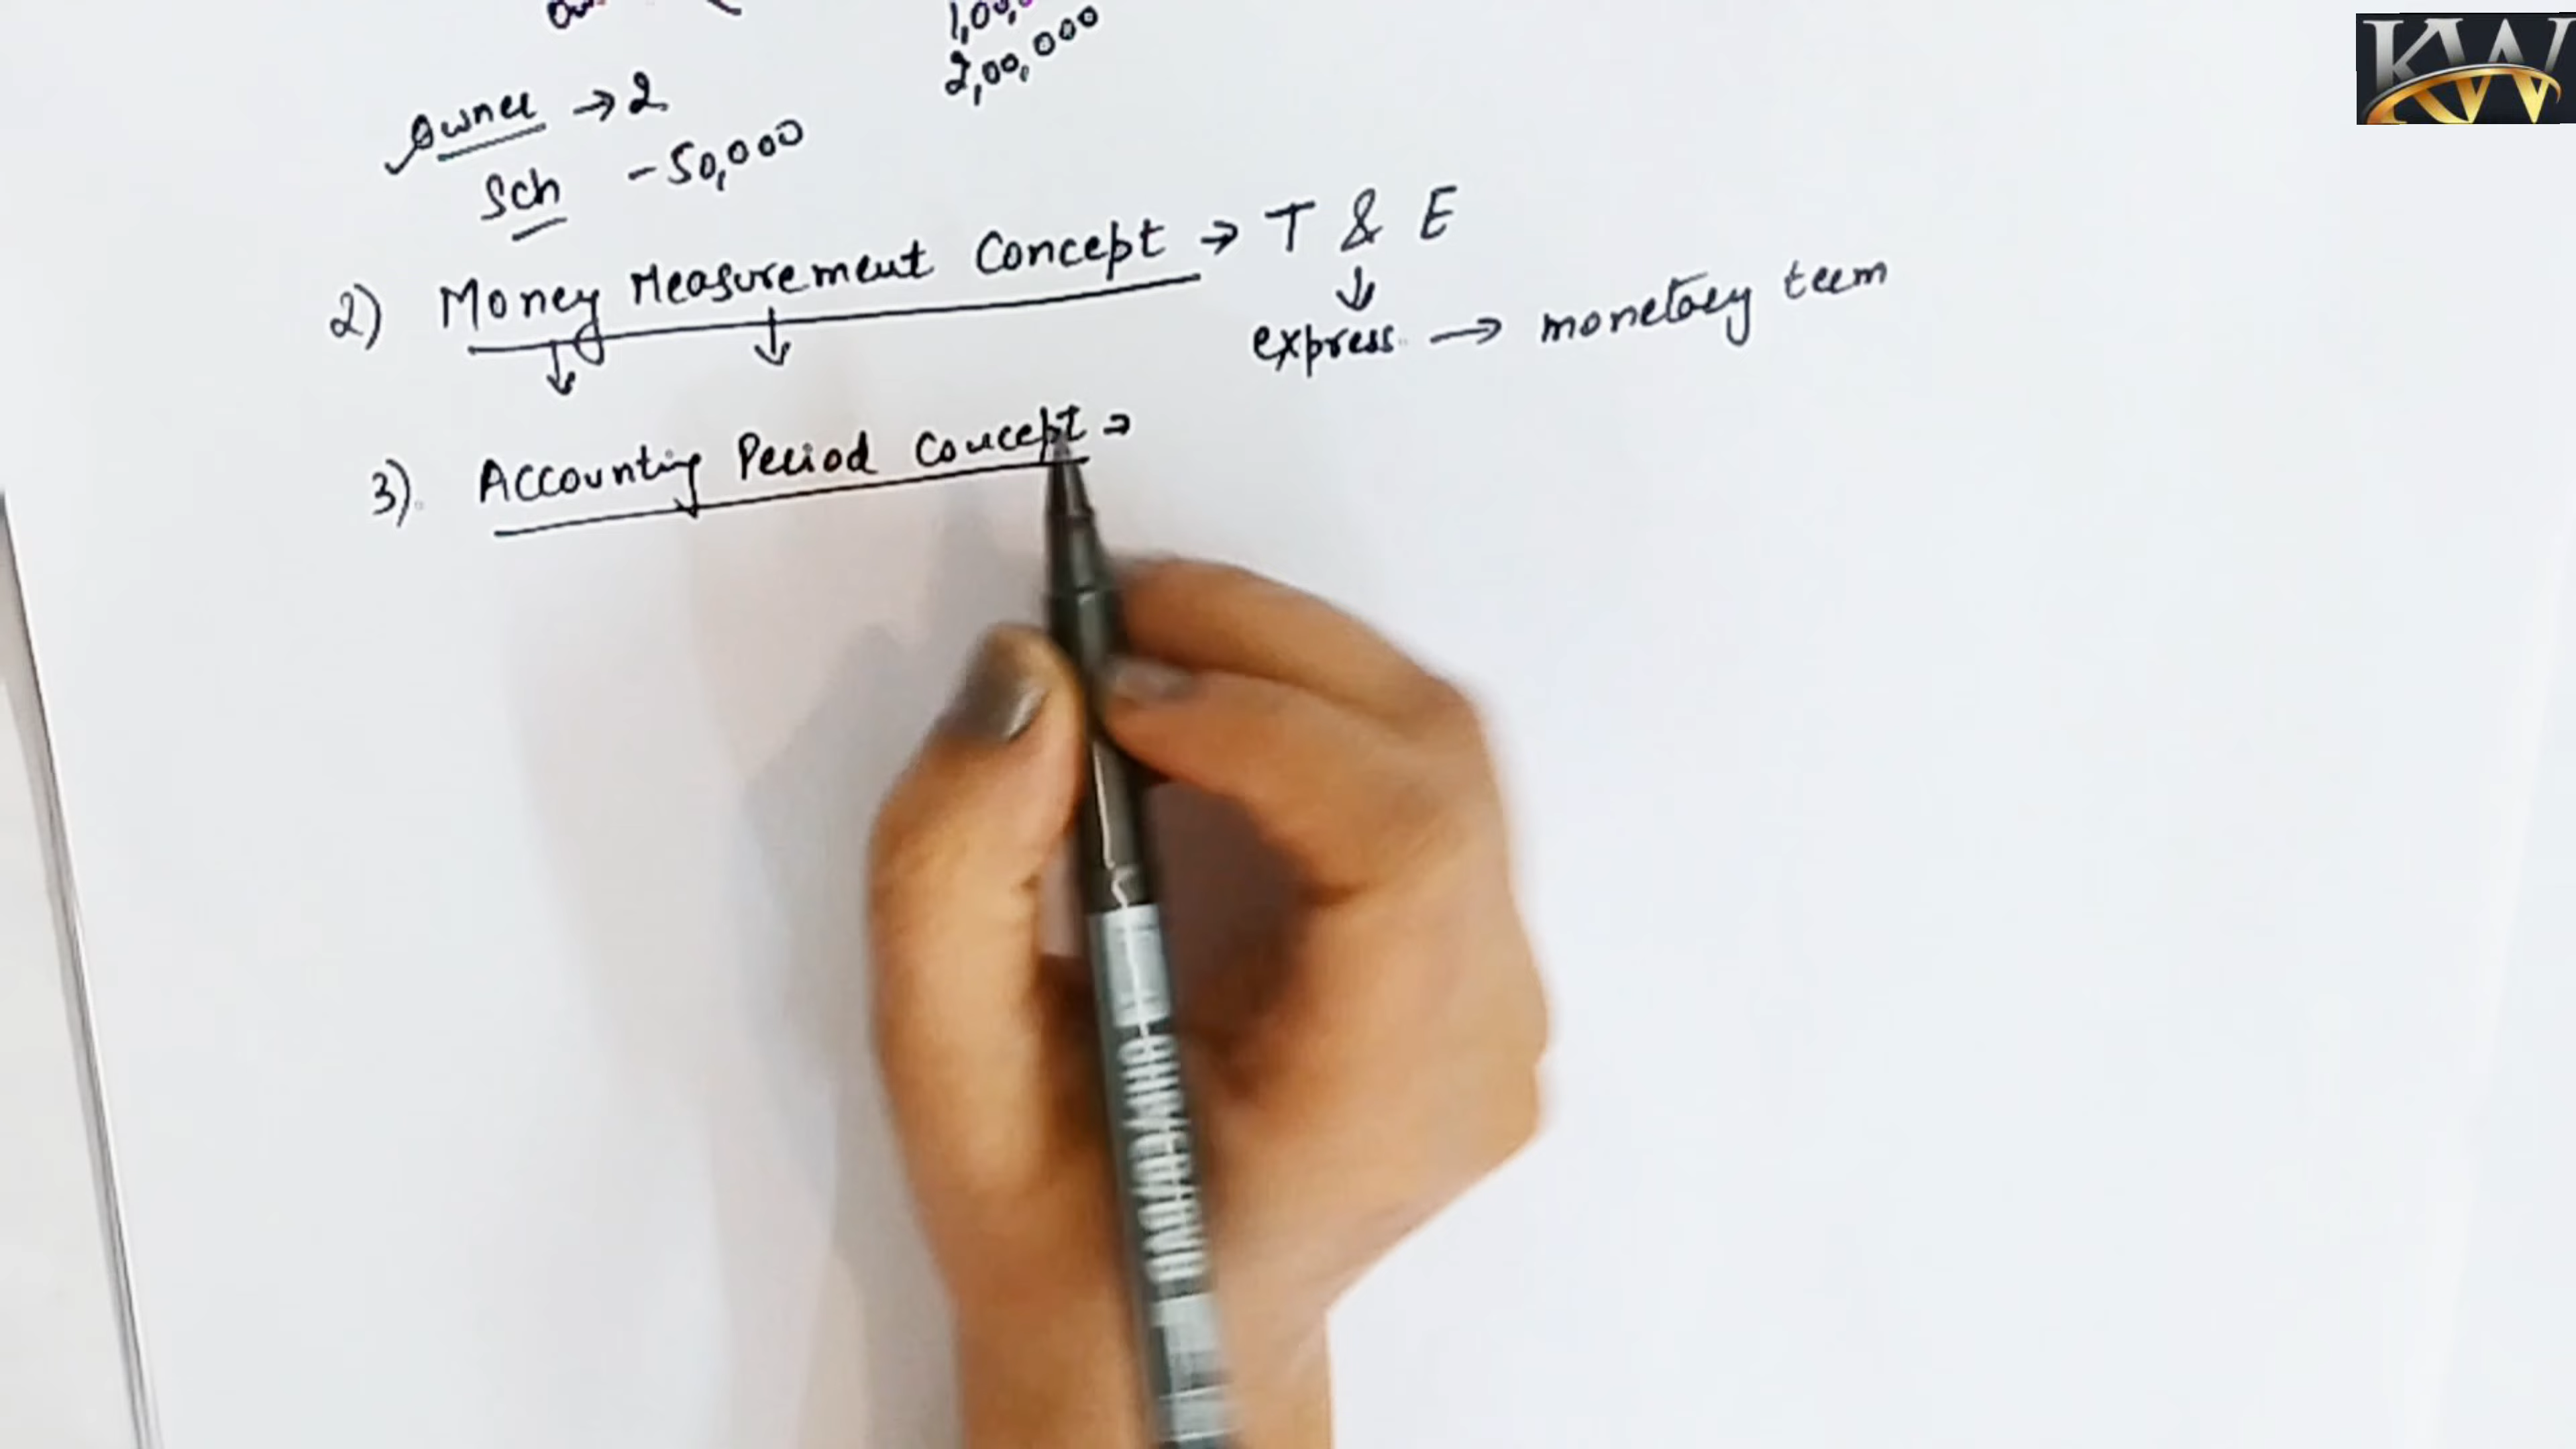 1,00,
2,00,000
Owner → 2
Sch - 50,000
2) Money Measurement Concept → T & E
↓
express → monetary term
3). Accounting Period Concept →
KW